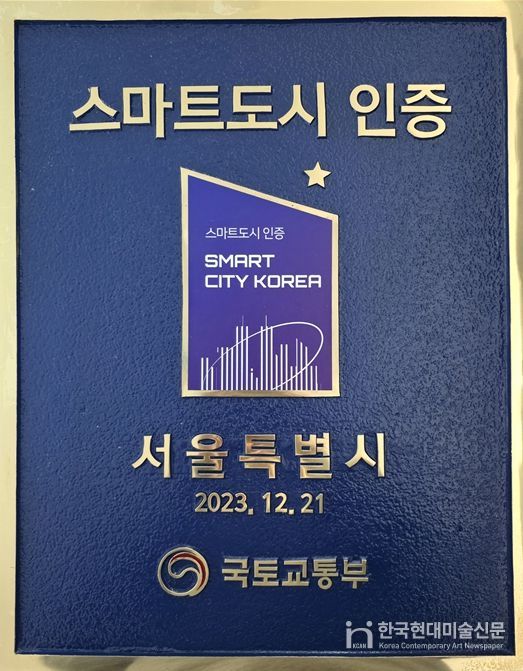 스마트도시 인증
스마트도시 인증
SMART
CITY KOREA
서울특별시
2023. 12. 21
국토교통부
한국현대미술신문
KCAN
Korea Contemporary Art Newspaper